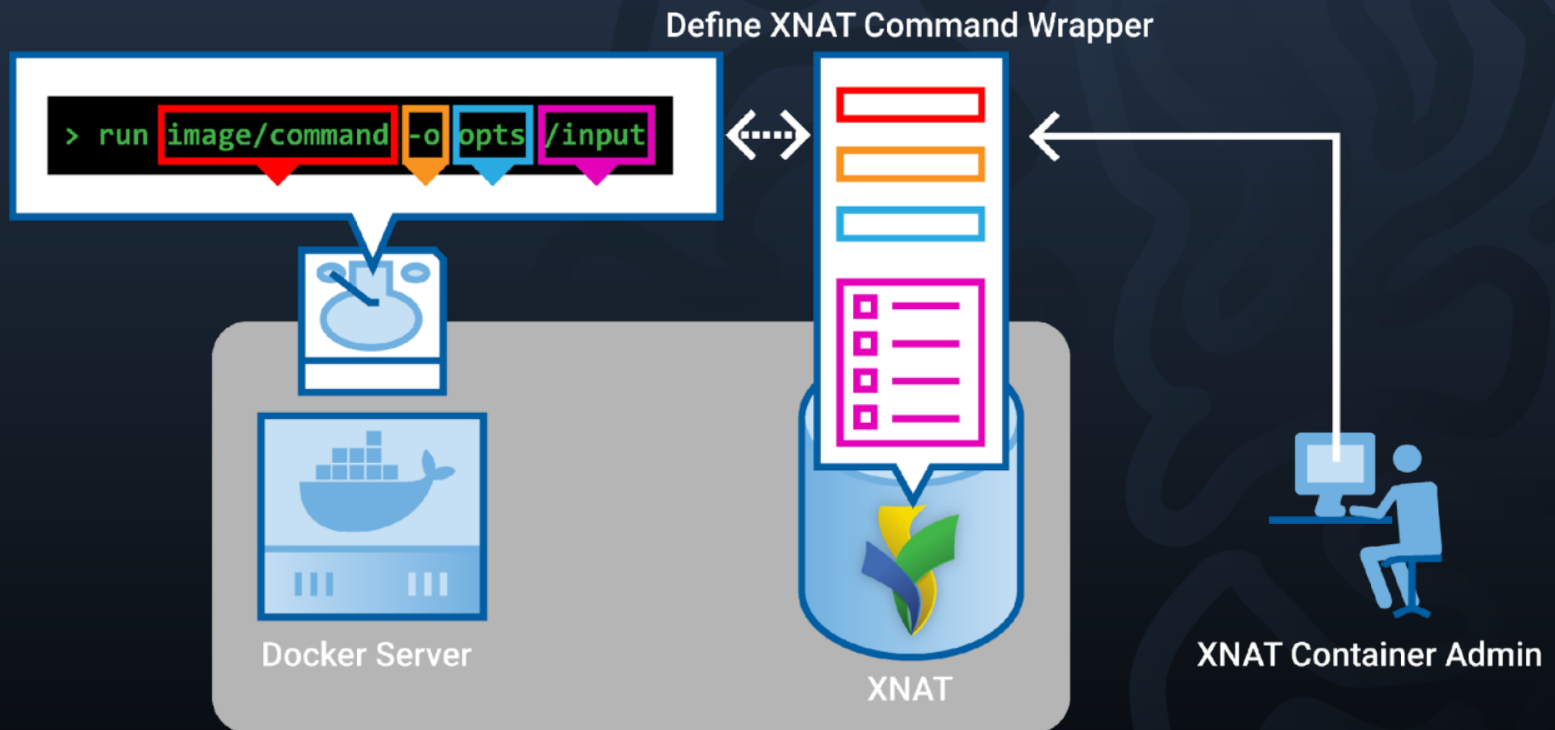 Define XNAT Command Wrapper
> run image/command -o opts /input
Docker Server
XNAT
XNAT Container Admin